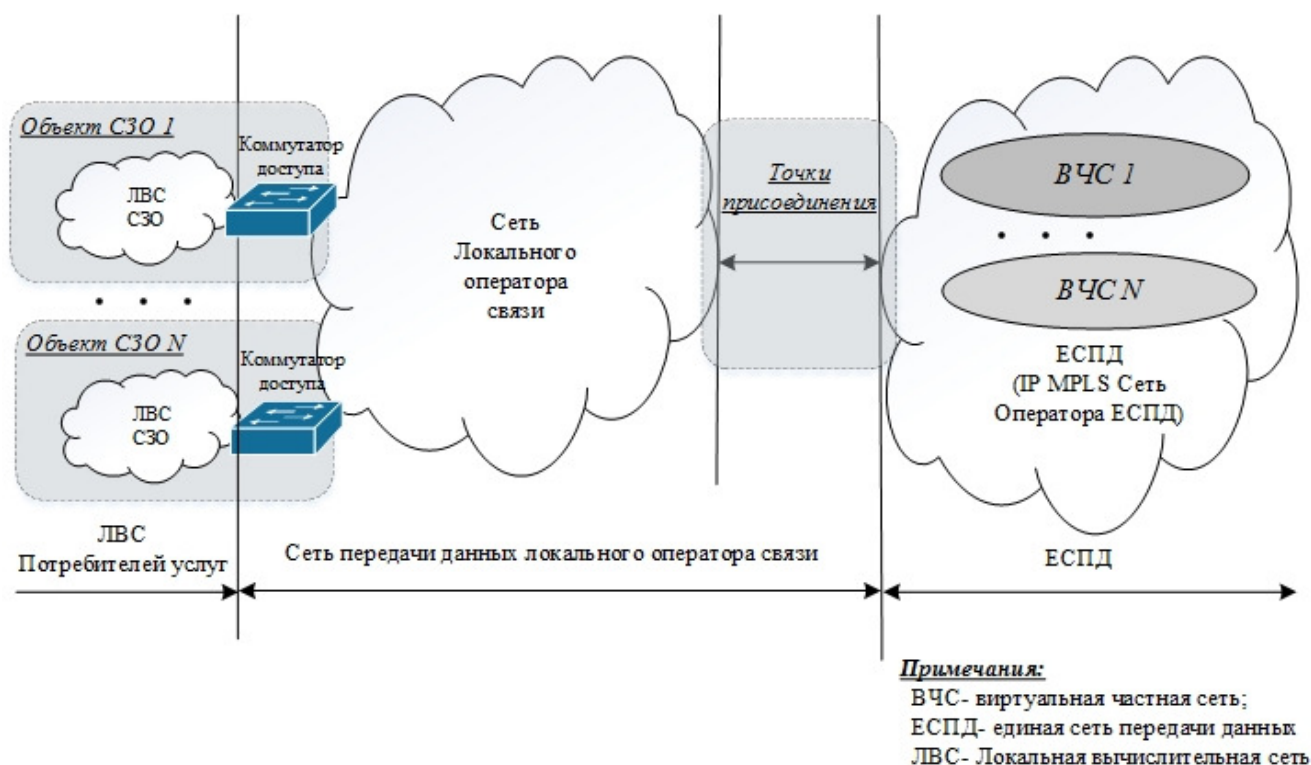 Объект СЗО 1
Коммутатор
доступа
ЛВС
СЗО
Объект СЗО N
Коммутатор
доступа
ЛВС
СЗО
Сеть
Локального
оператора
связи
Точки
присоединения
ВЧС 1
ВЧС N
ЕСПД
(IP MPLS Сеть
Оператора ЕСПД)
ЛВС
Потребителей услуг
Сеть передачи данных локального оператора связи
ЕСПД
Примечания:
ВЧС- виртуальная частная сеть;
ЕСПД- единая сеть передачи данных
ЛВС- Локальная вычислительная сеть